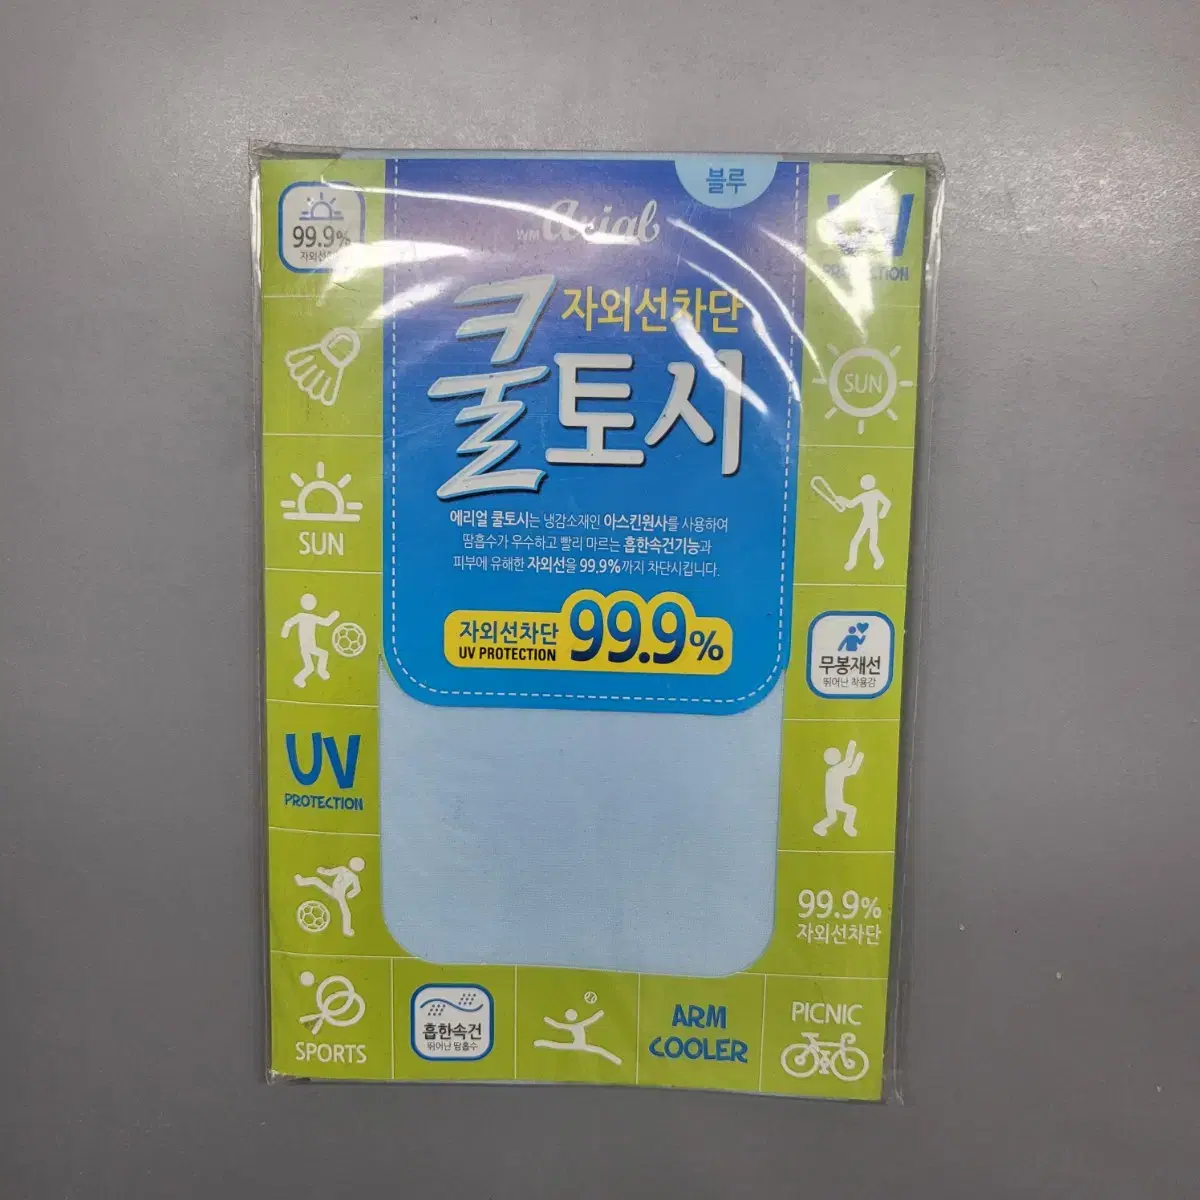 블루
WM Arial
자외선차단
쿨토시
에리얼 쿨토시는 냉감소재인 아스킨원사를 사용하여
땀흡수가 우수하고 빨리 마르는 흡한속건기능과
피부에 유해한 자외선을 99.9%까지 차단시킵니다.
자외선차단
UV PROTECTION
99.9%
99.9%
SUN
UV
PROTECTION
SPORTS
흡한속건
뛰어난 땀흡수
ARM
COOLER
PICNIC
UV
PROTECTION
SUN
무봉재선
뛰어난 착용감
99.9%
자외선차단